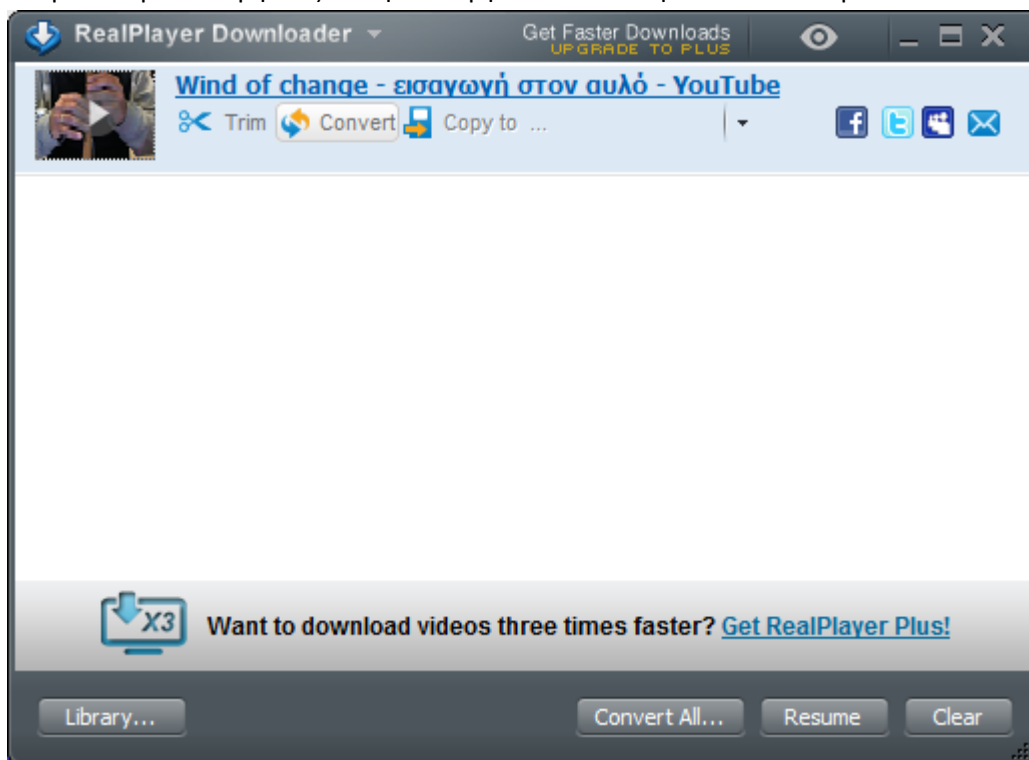 RealPlayer Downloader
Get Faster Downloads
UPGRADE TO PLUS
Wind of change - εισαγωγή στον αυλό - YouTube
Trim Convert Copy to ...
X3
Want to download videos three times faster? Get RealPlayer Plus!
Library... Convert All... Resume Clear